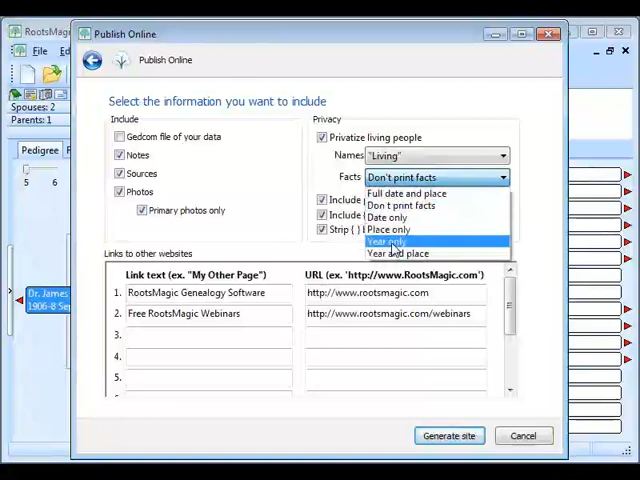 RootsMagic
Publish Online
File
Publish Online
Spouses: 2
Parents: 1
Select the information you want to include
Include
Privacy
Gedcom file of your data
Privatize living people
Notes
Names
"Living"
Sources
Facts
Don't print facts
Photos
Full date and place
Primary photos only
Don't print facts
Include
Date only
Include
Place only
Strip { }
Year only
Year and place
Pedigree
5 6
Links to other websites
Link text (ex. "My Other Page")
URL (ex. 'http://www.RootsMagic.com')
1. RootsMagic Genealogy Software http://www.rootsmagic.com
2. Free RootsMagic Webinars http://www.rootsmagic.com/webinars
3.
4.
5.
Dr. James
1906-8 Sep
Generate site
Cancel